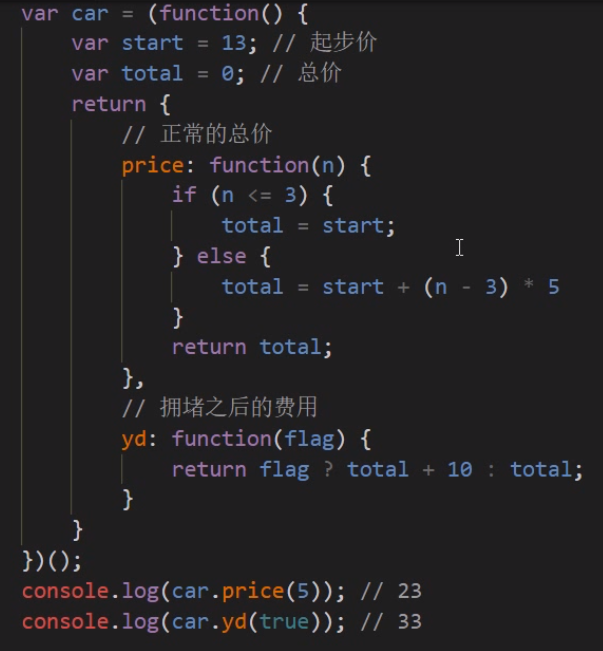 var car = (function() {
    var start = 13; // 起步价
    var total = 0; // 总价
    return {
        // 正常的总价
        price: function(n) {
            if (n <= 3) {
                total = start;
            } else {
                total = start + (n - 3) * 5
            }
            return total;
        },
        // 拥堵之后的费用
        yd: function(flag) {
            return flag ? total + 10 : total;
        }
    }
})();
console.log(car.price(5)); // 23
console.log(car.yd(true)); // 33